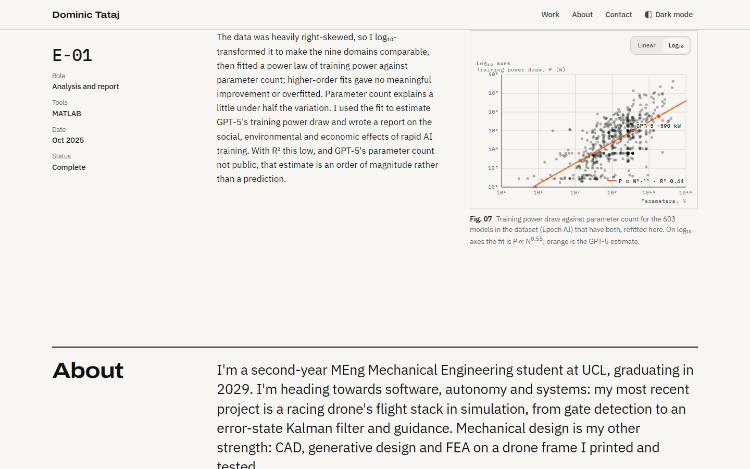 Dominic Tataj
Work About Contact Dark mode
E-01
Role
Analysis and report
Tools
MATLAB
Date
Oct 2025
Status
Complete
The data was heavily right-skewed, so I log₁₀-
transformed it to make the nine domains comparable,
then fitted a power law of training power against
parameter count; higher-order fits gave no meaningful
improvement or overfitted. Parameter count explains a
little under half the variation. I used the fit to estimate
GPT-5's training power draw and wrote a report on the
social, environmental and economic effects of rapid AI
training. With R² this low, and GPT-5's parameter count
not public, that estimate is an order of magnitude rather
than a prediction.
Linear Log₁₀
Log₁₀ axes
Training power draw, P (W)
Parameters, N
Fig. 07 Training power draw against parameter count for the 603
models in the dataset (Epoch AI) that have both, refitted here. On log₁₀
axes the fit is P ∝ N^0.55; orange is the GPT-5 estimate.
About
I'm a second-year MEng Mechanical Engineering student at UCL, graduating in
2029. I'm heading towards software, autonomy and systems: my most recent
project is a racing drone's flight stack in simulation, from gate detection to an
error-state Kalman filter and guidance. Mechanical design is my other
strength: CAD, generative design and FEA on a drone frame I printed and
tested.